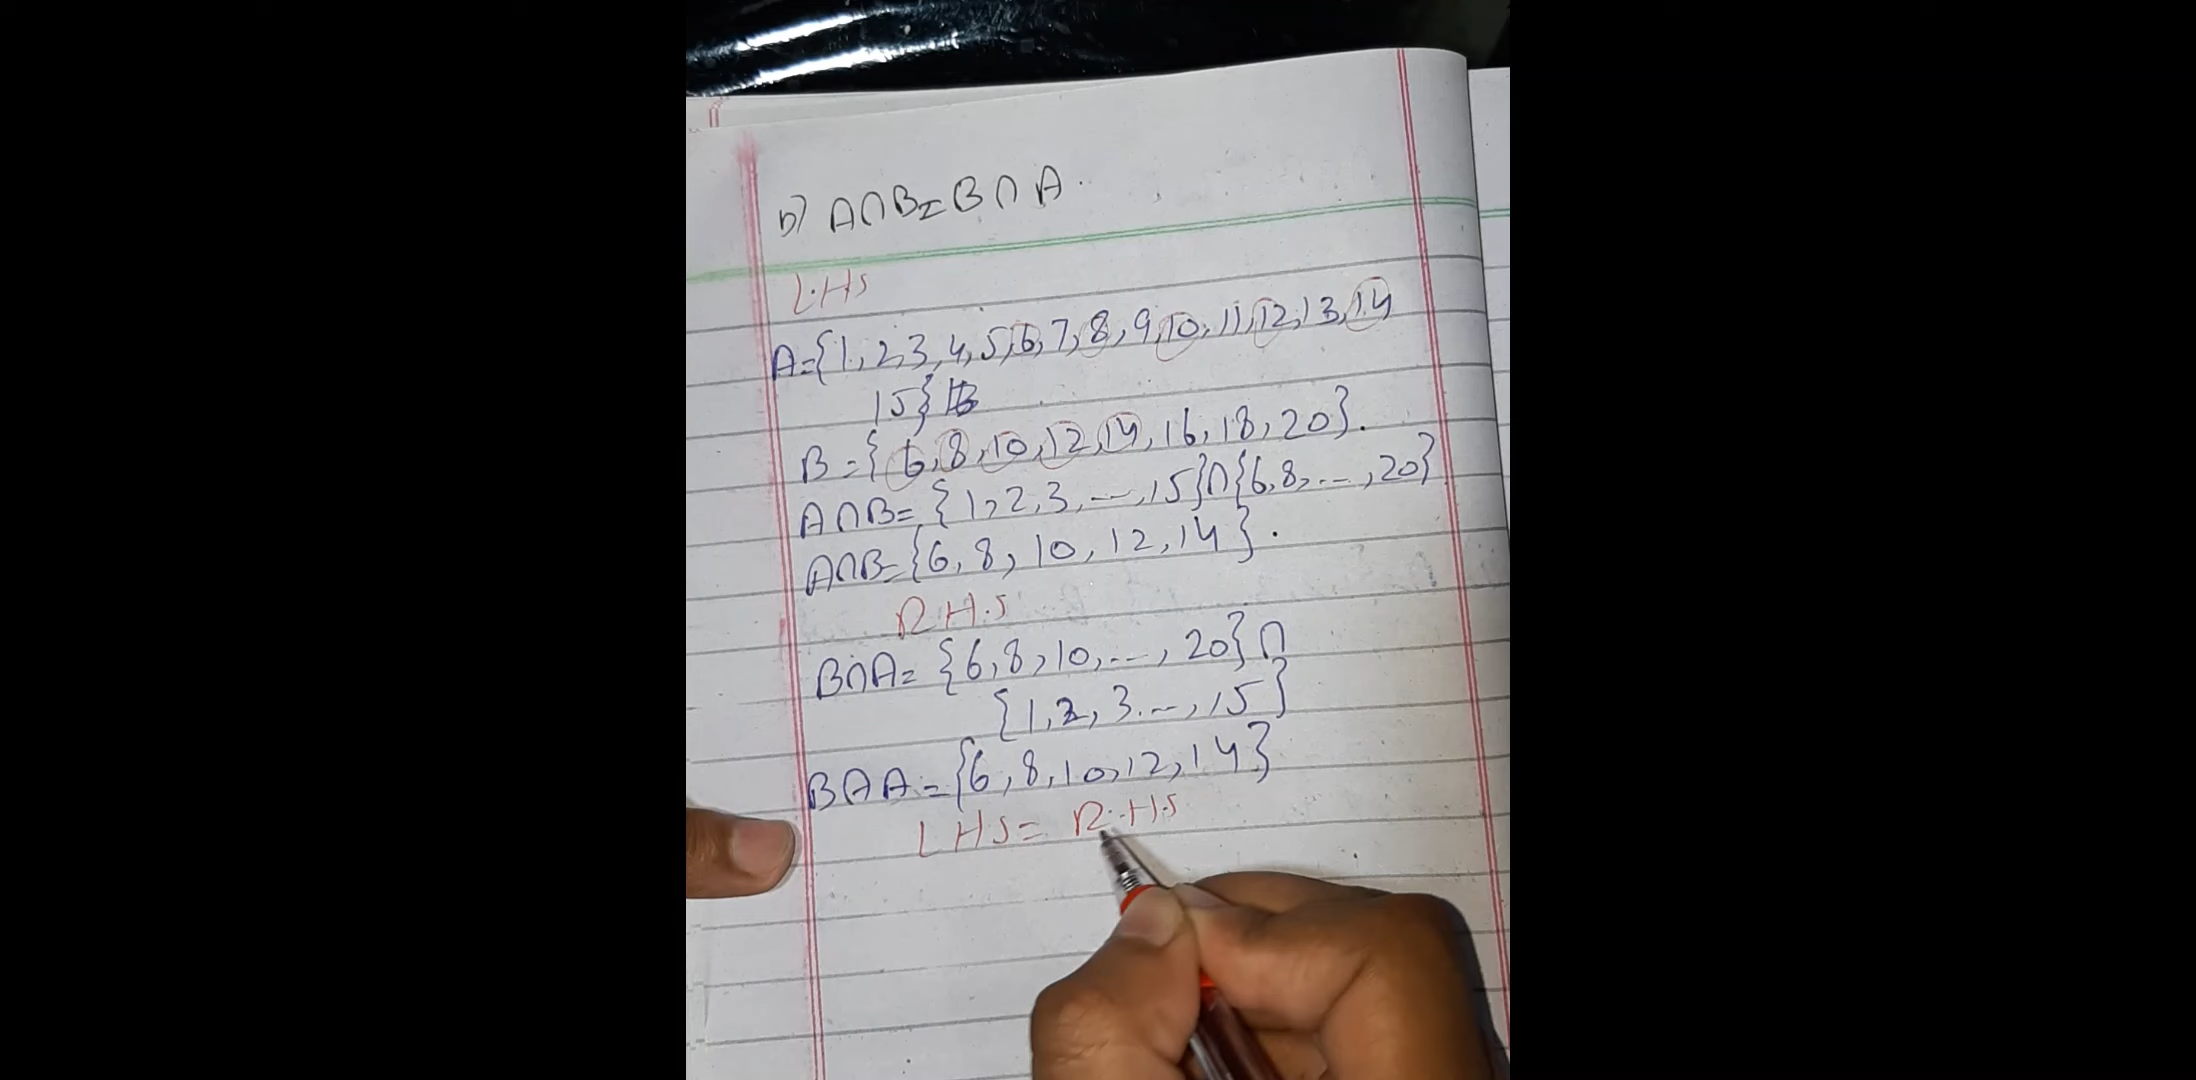 b) A∩B=B∩A.
L.HS
A={1,2,3,4,5,6,7,8,9,10,11,12,13,14
15}
B={6,8,10,12,14,16,18,20}.
A∩B={1,2,3,---,15}∩{6,8,---,20}
A∩B={6,8,10,12,14}.
R.H.S
B∩A={6,8,10,---,20}∩
{1,2,3---,15}
B∩A={6,8,10,12,14}
LHS=R.H.S